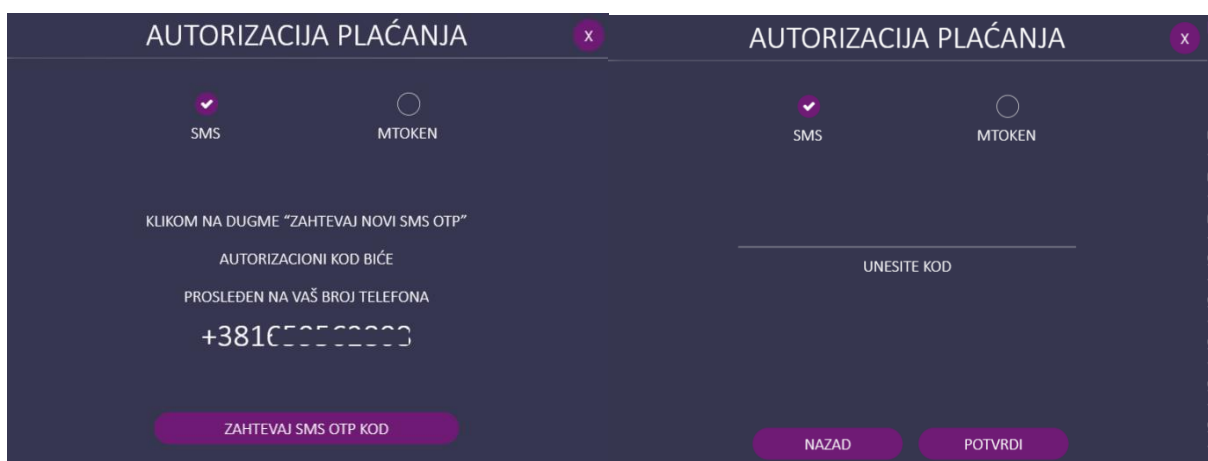 AUTORIZACIJA PLAĆANJA
X
SMS
MTOKEN
KLIKOM NA DUGME “ZAHTEVAJ NOVI SMS OTP”
AUTORIZACIONI KOD BIĆE
PROSLEĐEN NA VAŠ BROJ TELEFONA
ZAHTEVAJ SMS OTP KOD
AUTORIZACIJA PLAĆANJA
X
SMS
MTOKEN
UNESITE KOD
NAZAD
POTVRDI